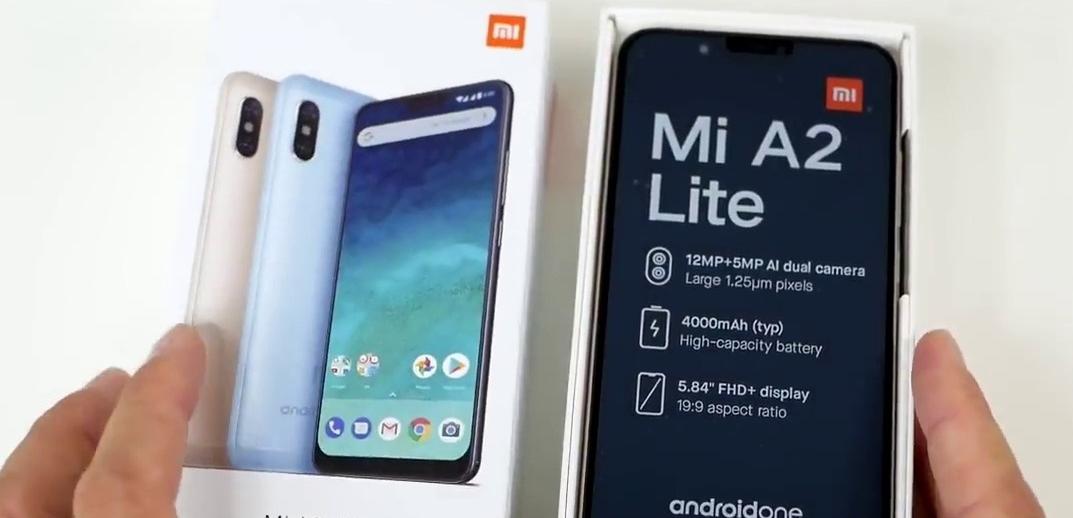 mi
andro
mi
Mi A2
Lite
12MP+5MP AI dual camera
Large 1.25μm pixels
4000mAh (typ)
High-capacity battery
5.84" FHD+ display
19:9 aspect ratio
androidone